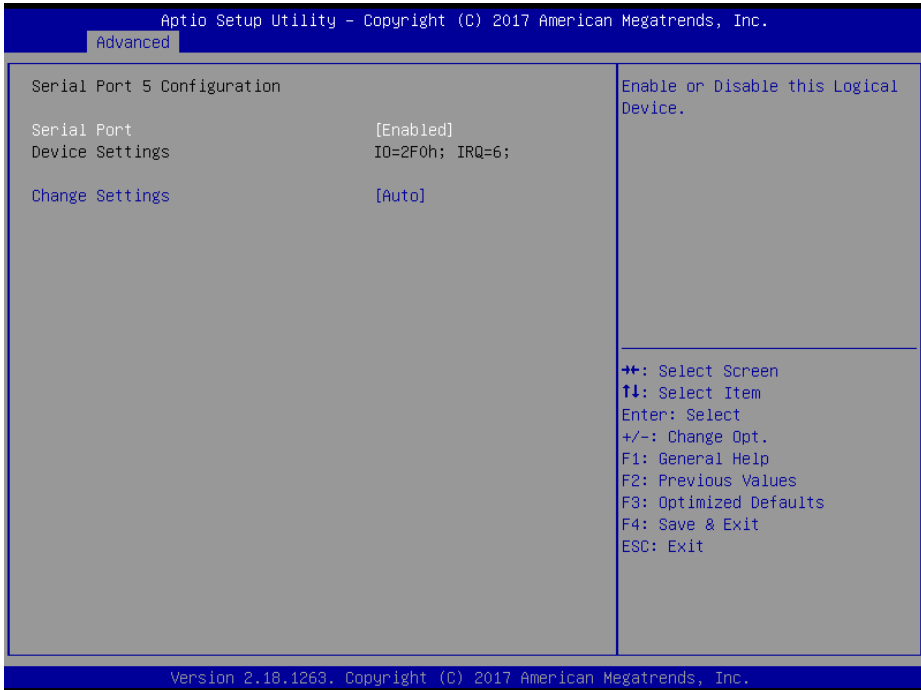 Aptio Setup Utility – Copyright (C) 2017 American Megatrends, Inc.
Advanced
Serial Port 5 Configuration
Serial Port [Enabled]
Device Settings IO=2F0h; IRQ=6;
Change Settings [Auto]
Enable or Disable this Logical
Device.
→←: Select Screen
↑↓: Select Item
Enter: Select
+/-: Change Opt.
F1: General Help
F2: Previous Values
F3: Optimized Defaults
F4: Save & Exit
ESC: Exit
Version 2.18.1263. Copyright (C) 2017 American Megatrends, Inc.